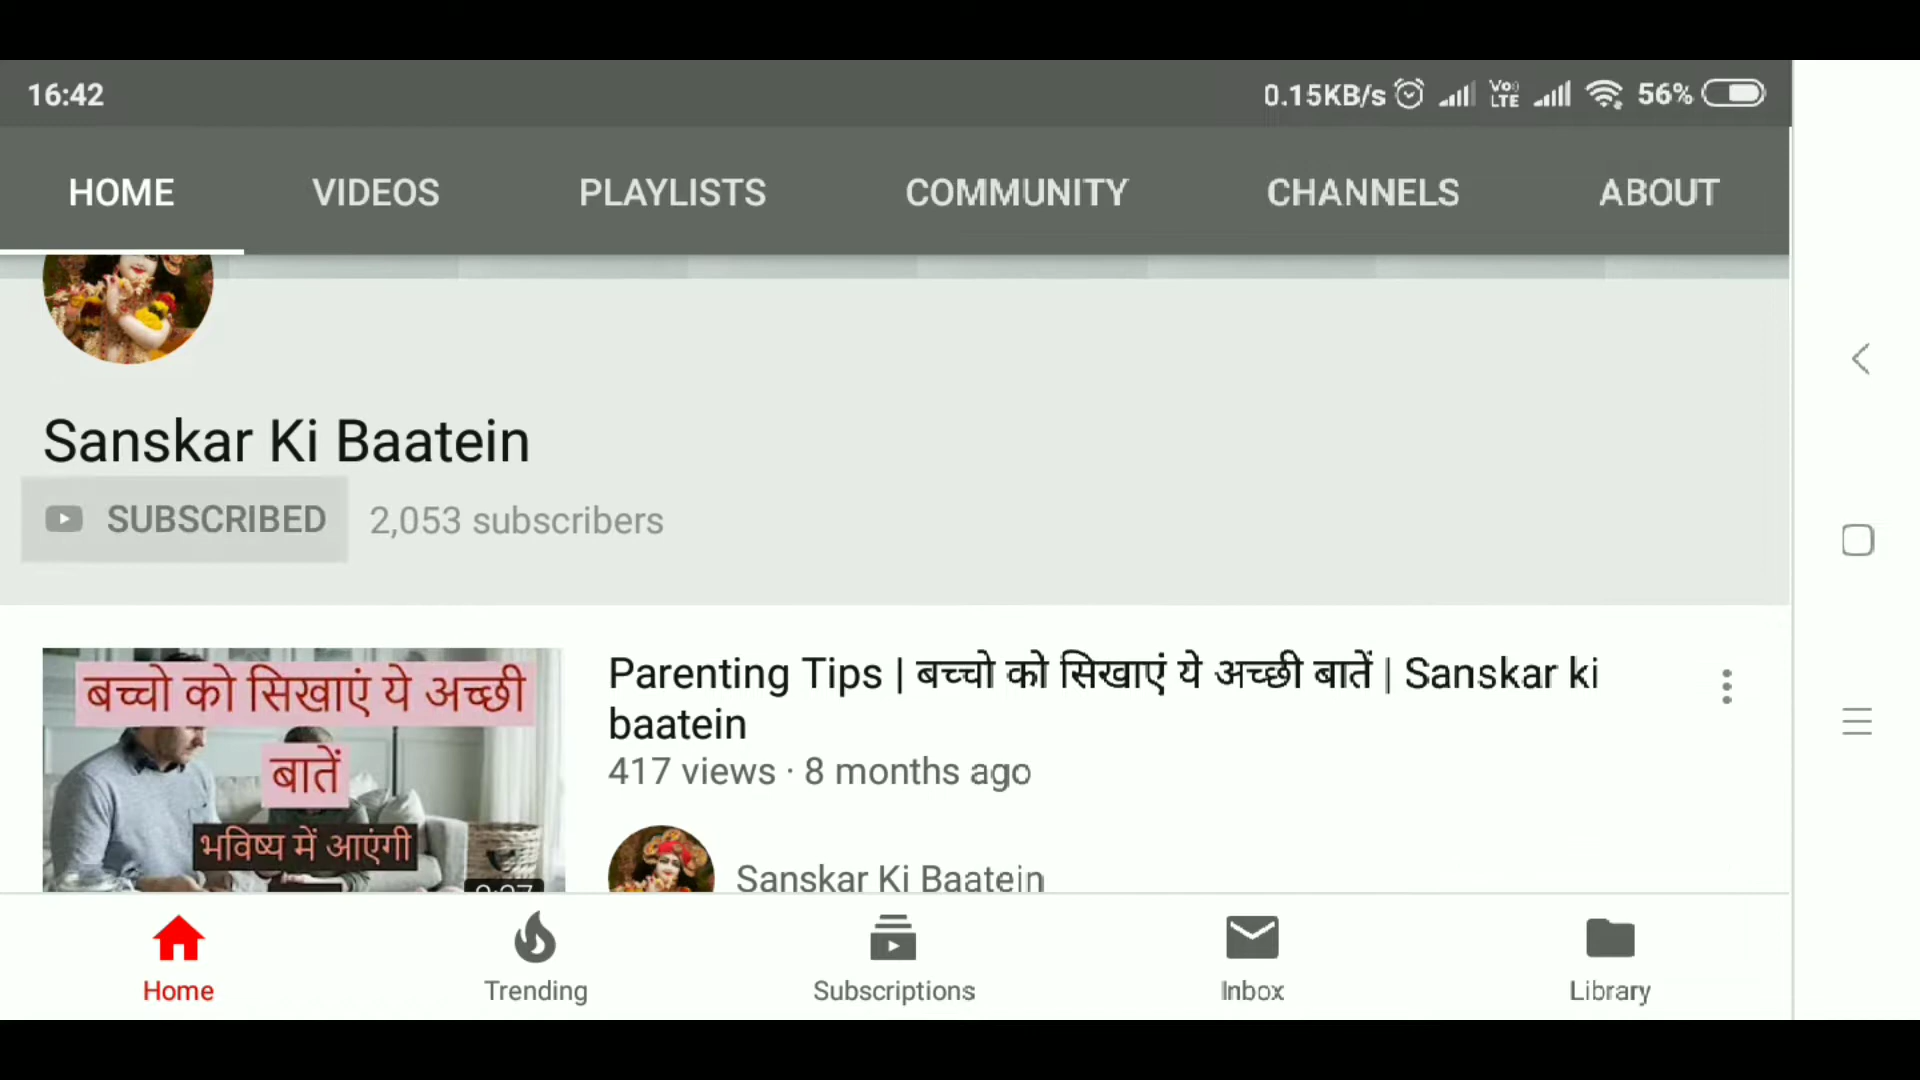 16:42
0.15KB/s Vo) LTE 56%
HOME VIDEOS PLAYLISTS COMMUNITY CHANNELS ABOUT
Sanskar Ki Baatein
SUBSCRIBED 2,053 subscribers
बच्चो को सिखाएं ये अच्छी
बातें
भविष्य में आएंगी
Parenting Tips | बच्चो को सिखाएं ये अच्छी बातें | Sanskar ki
baatein
417 views · 8 months ago
Sanskar Ki Baatein
Home Trending Subscriptions Inbox Library